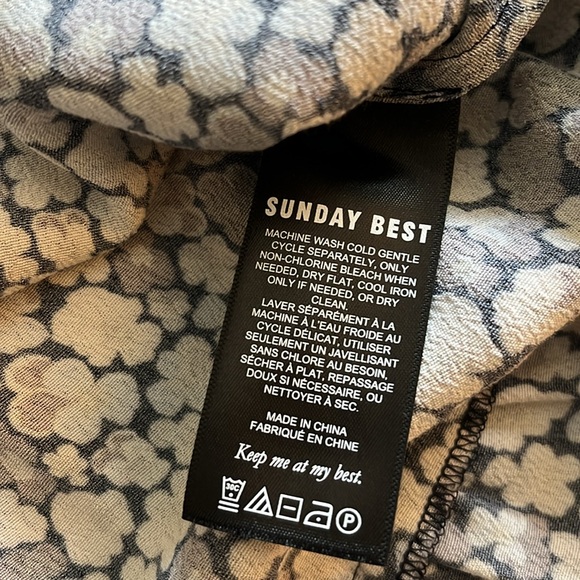 SUNDAY BEST
MACHINE WASH COLD GENTLE
CYCLE SEPARATELY, ONLY
NON-CHLORINE BLEACH WHEN
NEEDED, DRY FLAT, COOL IRON
ONLY IF NEEDED, OR DRY
CLEAN.
LAVER SÉPARÉMENT À LA
MACHINE À L'EAU FROIDE AU
CYCLE DÉLICAT, UTILISER
SEULEMENT UN JAVELLISANT
SANS CHLORE AU BESOIN,
SÉCHER À PLAT, REPASSAGE
DOUX SI NÉCESSAIRE, OU
NETTOYER À SEC.
MADE IN CHINA
FABRIQUÉ EN CHINE
Keep me at my best.
30C P